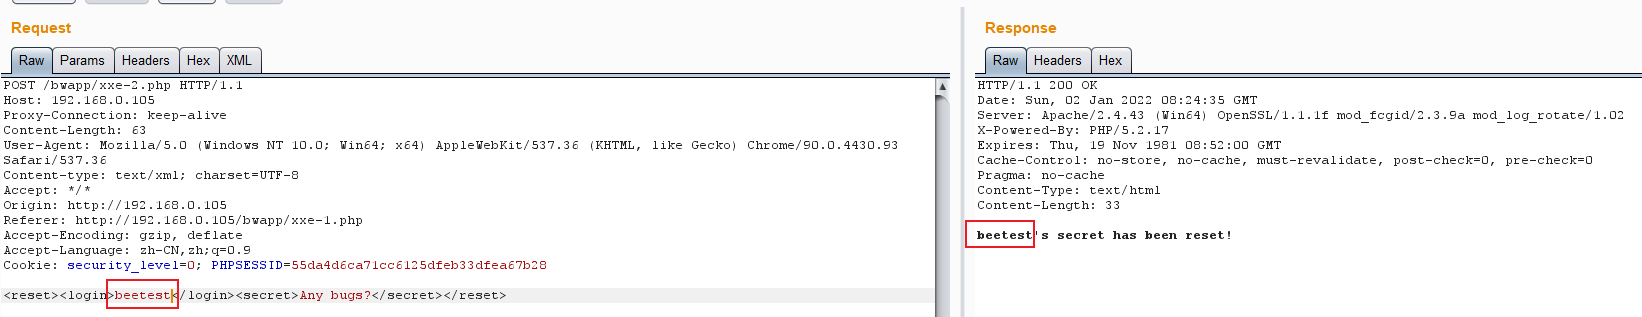 Request
Raw Params Headers Hex XML
POST /bwapp/xxe-2.php HTTP/1.1
Host: 192.168.0.105
Proxy-Connection: keep-alive
Content-Length: 63
User-Agent: Mozilla/5.0 (Windows NT 10.0; Win64; x64) AppleWebKit/537.36 (KHTML, like Gecko) Chrome/90.0.4430.93
Safari/537.36
Content-type: text/xml; charset=UTF-8
Accept: */*
Origin: http://192.168.0.105
Referer: http://192.168.0.105/bwapp/xxe-1.php
Accept-Encoding: gzip, deflate
Accept-Language: zh-CN,zh;q=0.9
Cookie: security_level=0; PHPSESSID=55da4d6ca71cc6125dfeb33dfea67b28
<reset><login>beetest</login><secret>Any bugs?</secret></reset>
Response
Raw Headers Hex
HTTP/1.1 200 OK
Date: Sun, 02 Jan 2022 08:24:35 GMT
Server: Apache/2.4.43 (Win64) OpenSSL/1.1.1f mod_fcgid/2.3.9a mod_log_rotate/1.02
X-Powered-By: PHP/5.2.17
Expires: Thu, 19 Nov 1981 08:52:00 GMT
Cache-Control: no-store, no-cache, must-revalidate, post-check=0, pre-check=0
Pragma: no-cache
Content-Type: text/html
Content-Length: 33
beetest's secret has been reset!